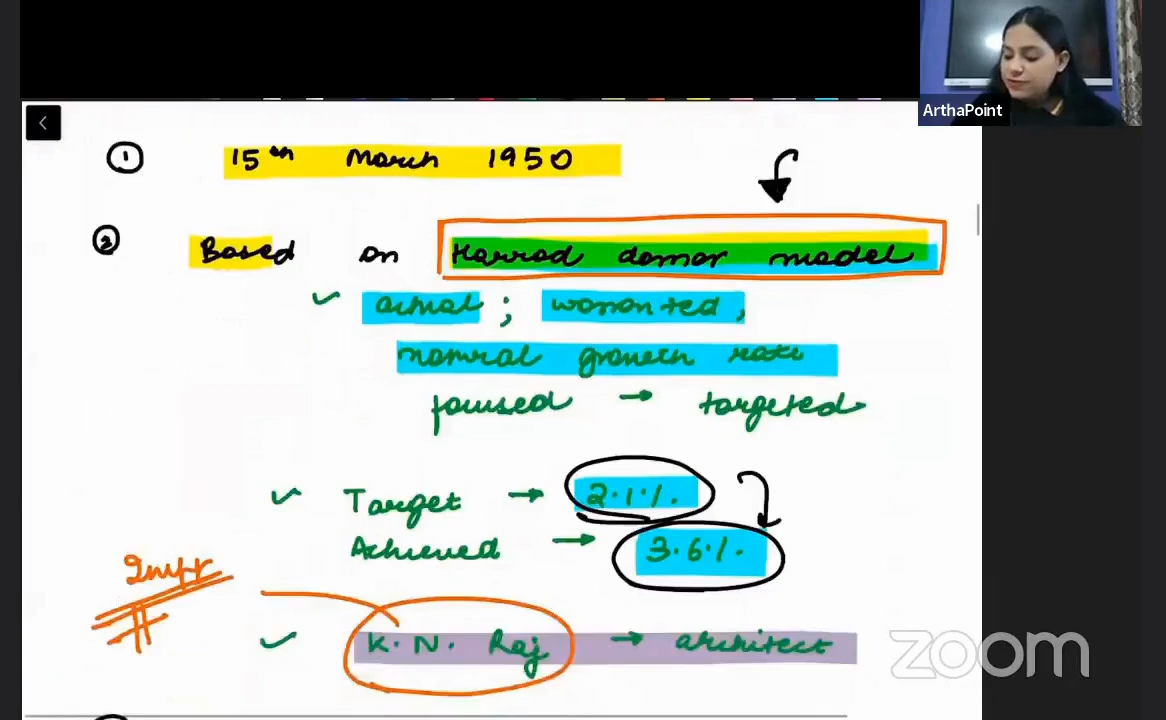 ArthaPoint
① 15th March 1950
② Based on Harrod domar model
✓ actual ; warranted,
natural growth rate
focused → targeted
✓ Target → 2.1%.
Achieved → 3.6%.
Imp
✓ K. N. Raj → architect
zoom